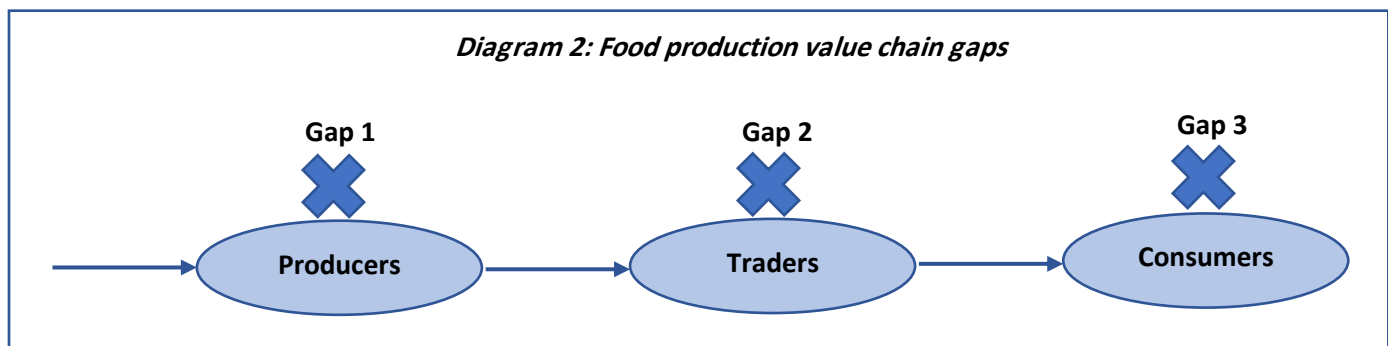 Diagram 2: Food production value chain gaps
Gap 1
Gap 2
Gap 3
Producers
Traders
Consumers